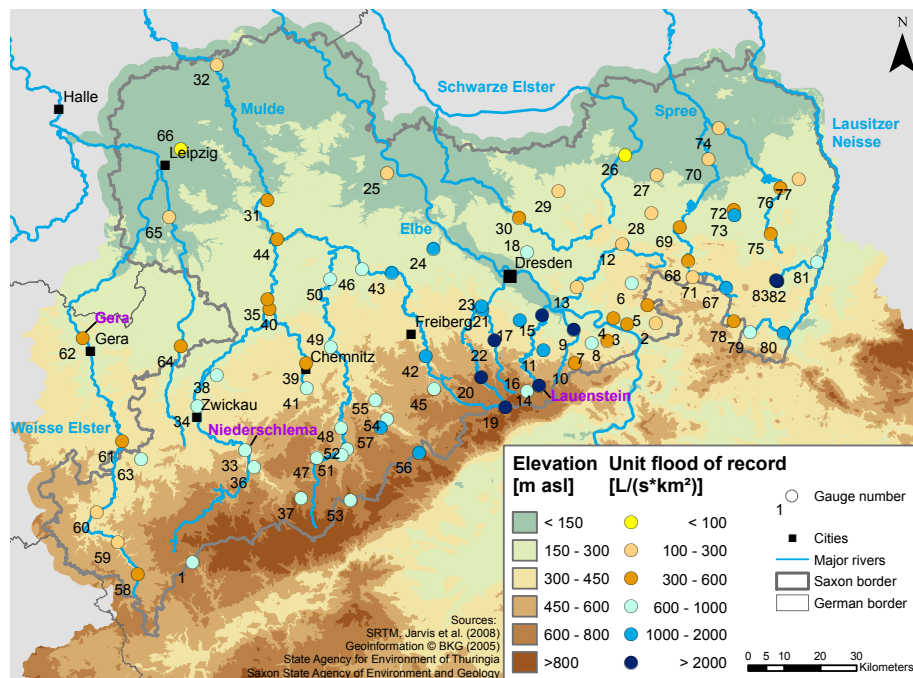 N
32
Halle
Mulde
Schwarze Elster
Spree
Lausitzer
Neisse
66
Leipzig
74
26
70
25
27
77
76
29
31
72
65
30
28
73
Elbe
69
75
44
18
12
24
Dresden
68
81
50
46
43
6
71
67
8382
13
23
35
21
Gera
40
Freiberg
17
15
5
4
2
78
79
80
62
Gera
49
22
9
8
3
64
Chemnitz
42
11
7
39
10
38
41
20
16
45
14
Lauenstein
34
Zwickau
55
19
54
Niederschlema
48
57
Weisse Elster
61
33
52
56
63
36
47
51
37
53
60
59
1
58
Sources:
SRTM, Jarvis et al. (2008)
Geoinformation © BKG (2005)
State Agency for Environment of Thuringia
Saxon State Agency of Environment and Geology
Elevation
[m asl]
< 150
150 - 300
300 - 450
450 - 600
600 - 800
>800
Unit flood of record
[L/(s*km²)]
< 100
100 - 300
300 - 600
600 - 1000
1000 - 2000
> 2000
Gauge number
1
Cities
Major rivers
Saxon border
German border
0 5 10 20 30
Kilometers